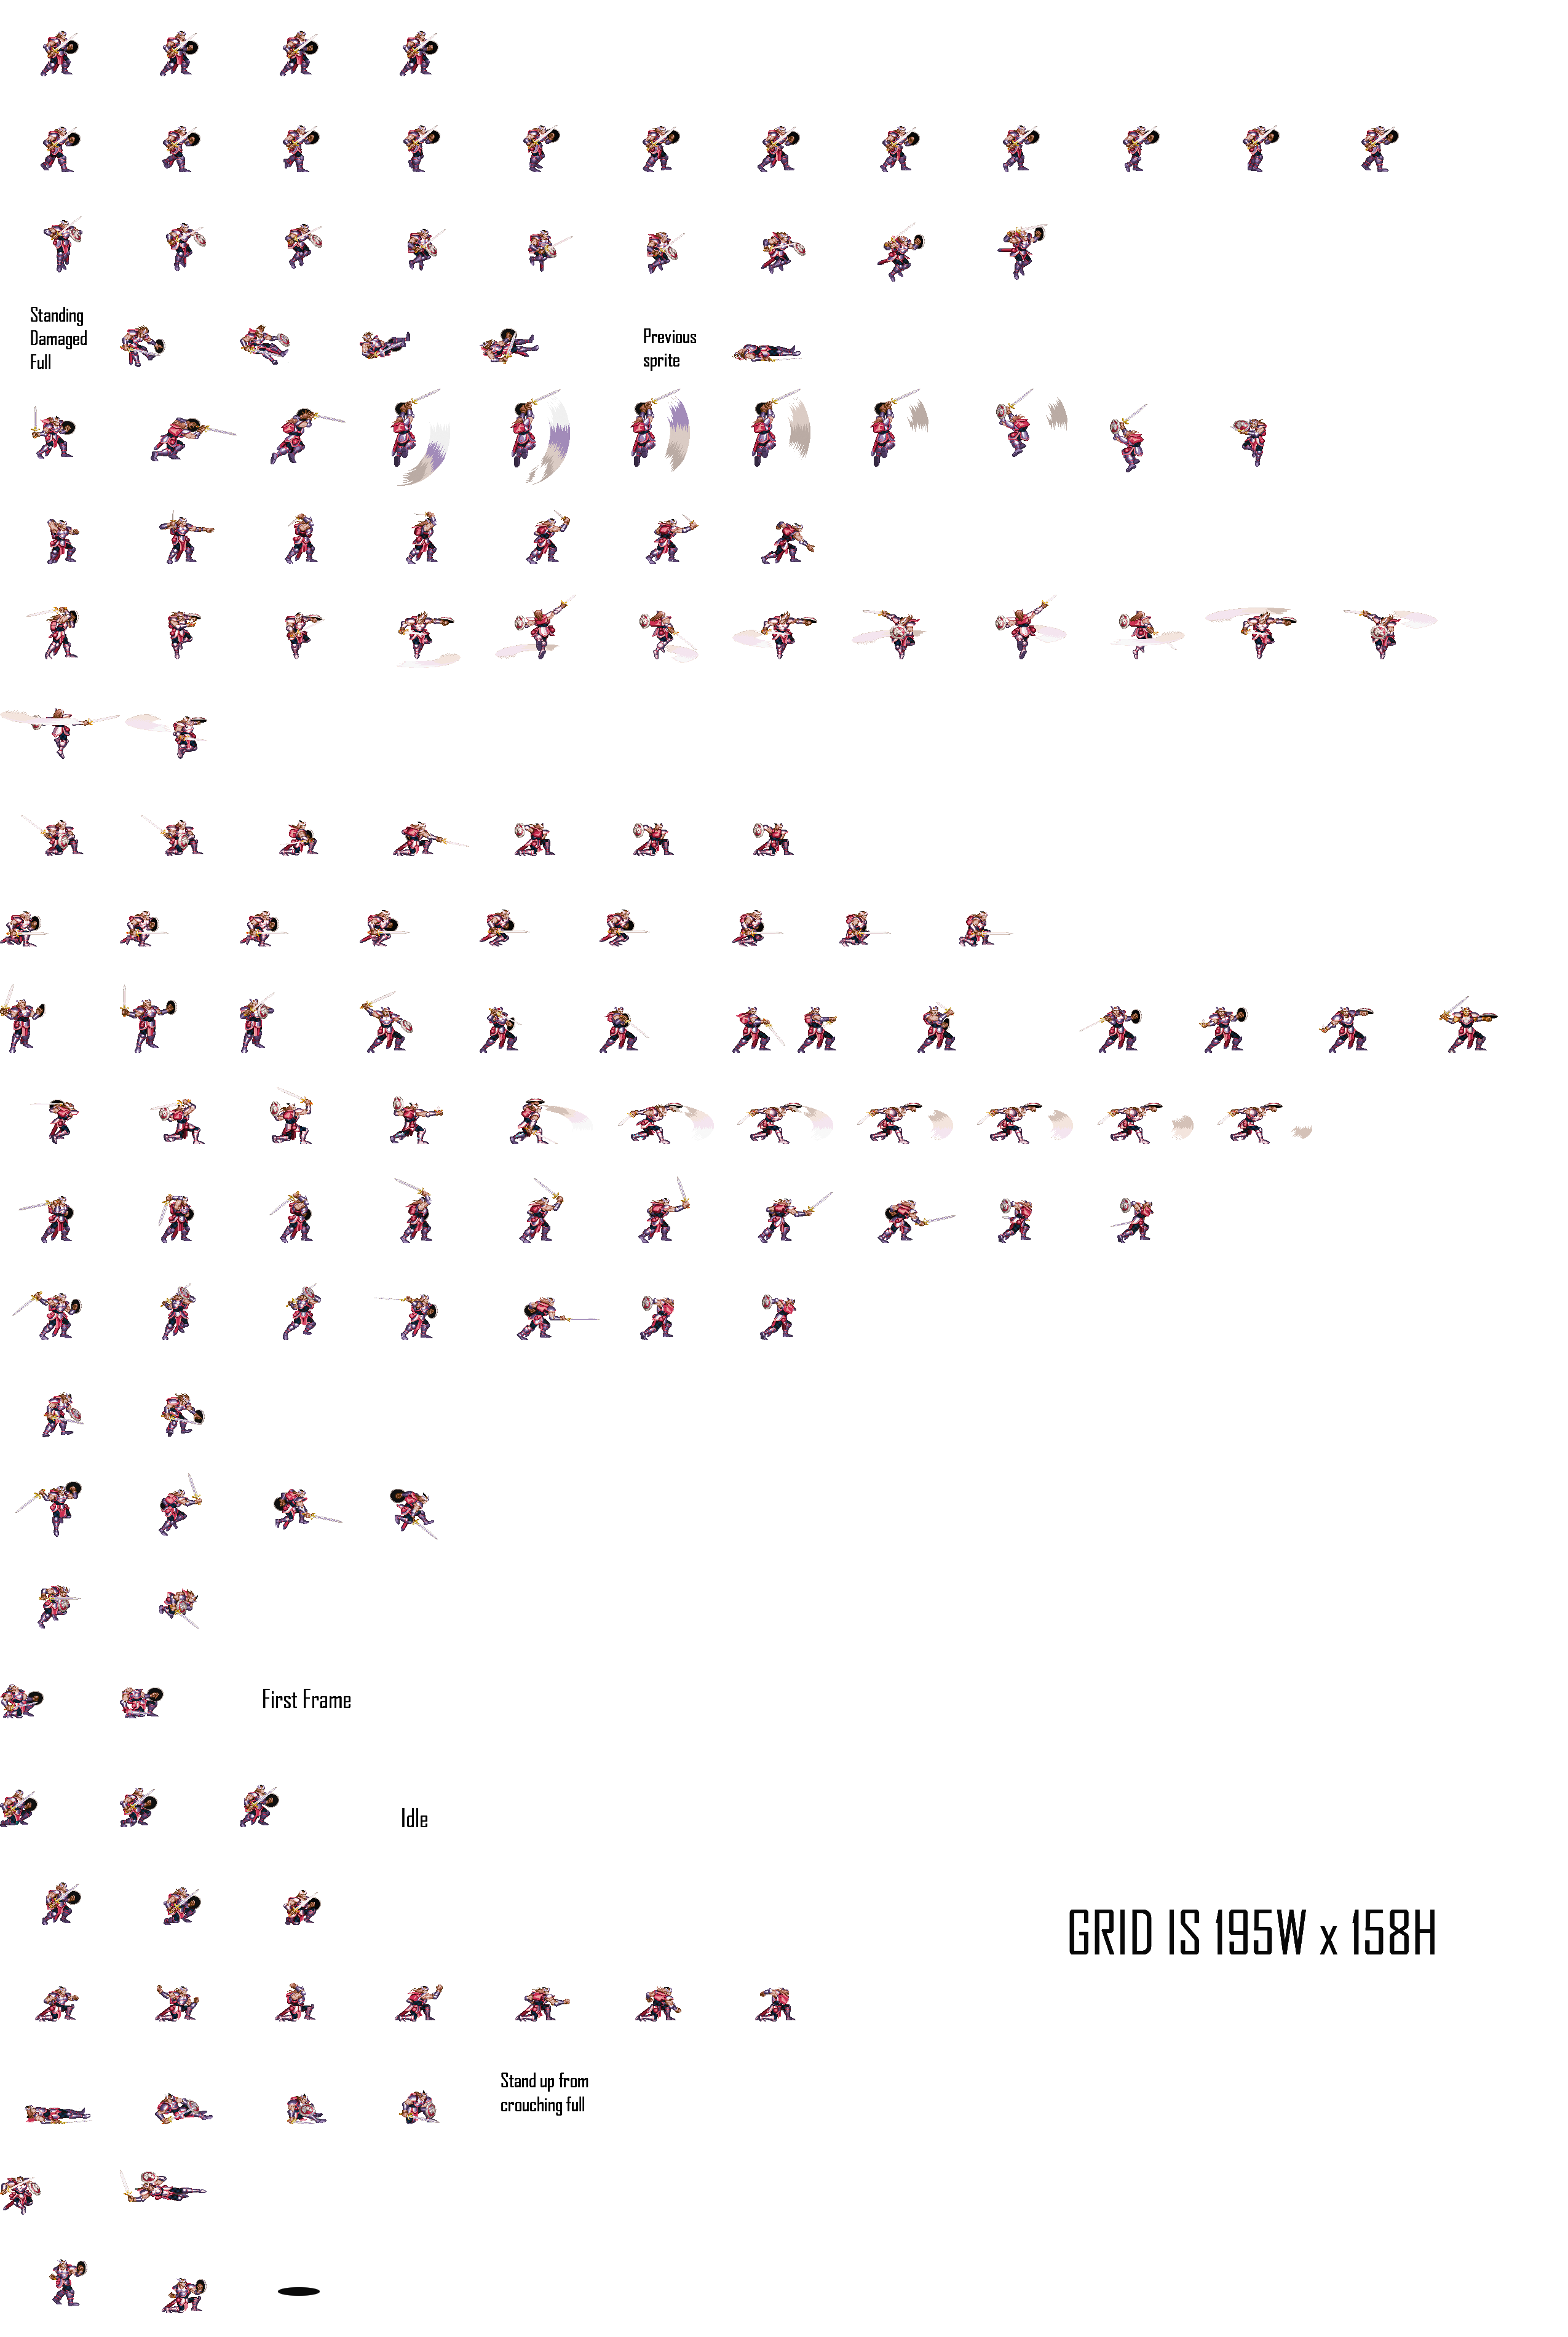 Standing
Damaged
Full
Previous
sprite
First Frame
Idle
GRID IS 195W x 158H
Stand up from
crouching full